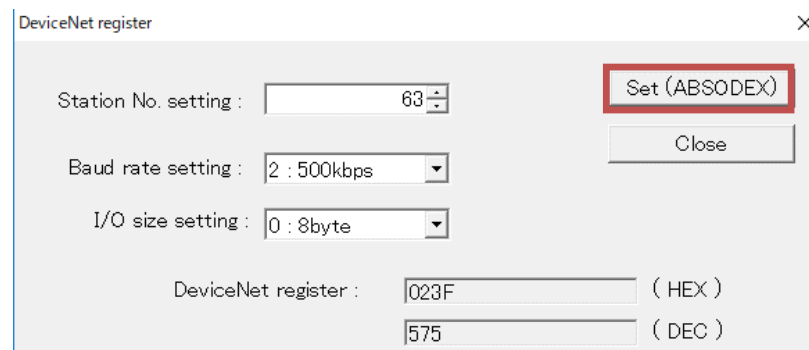 DeviceNet register
Station No. setting : 63 Set (ABSODEX)
Close
Baud rate setting : 2 : 500kbps
I/O size setting : 0 : 8byte
DeviceNet register : 023F ( HEX )
575 ( DEC )